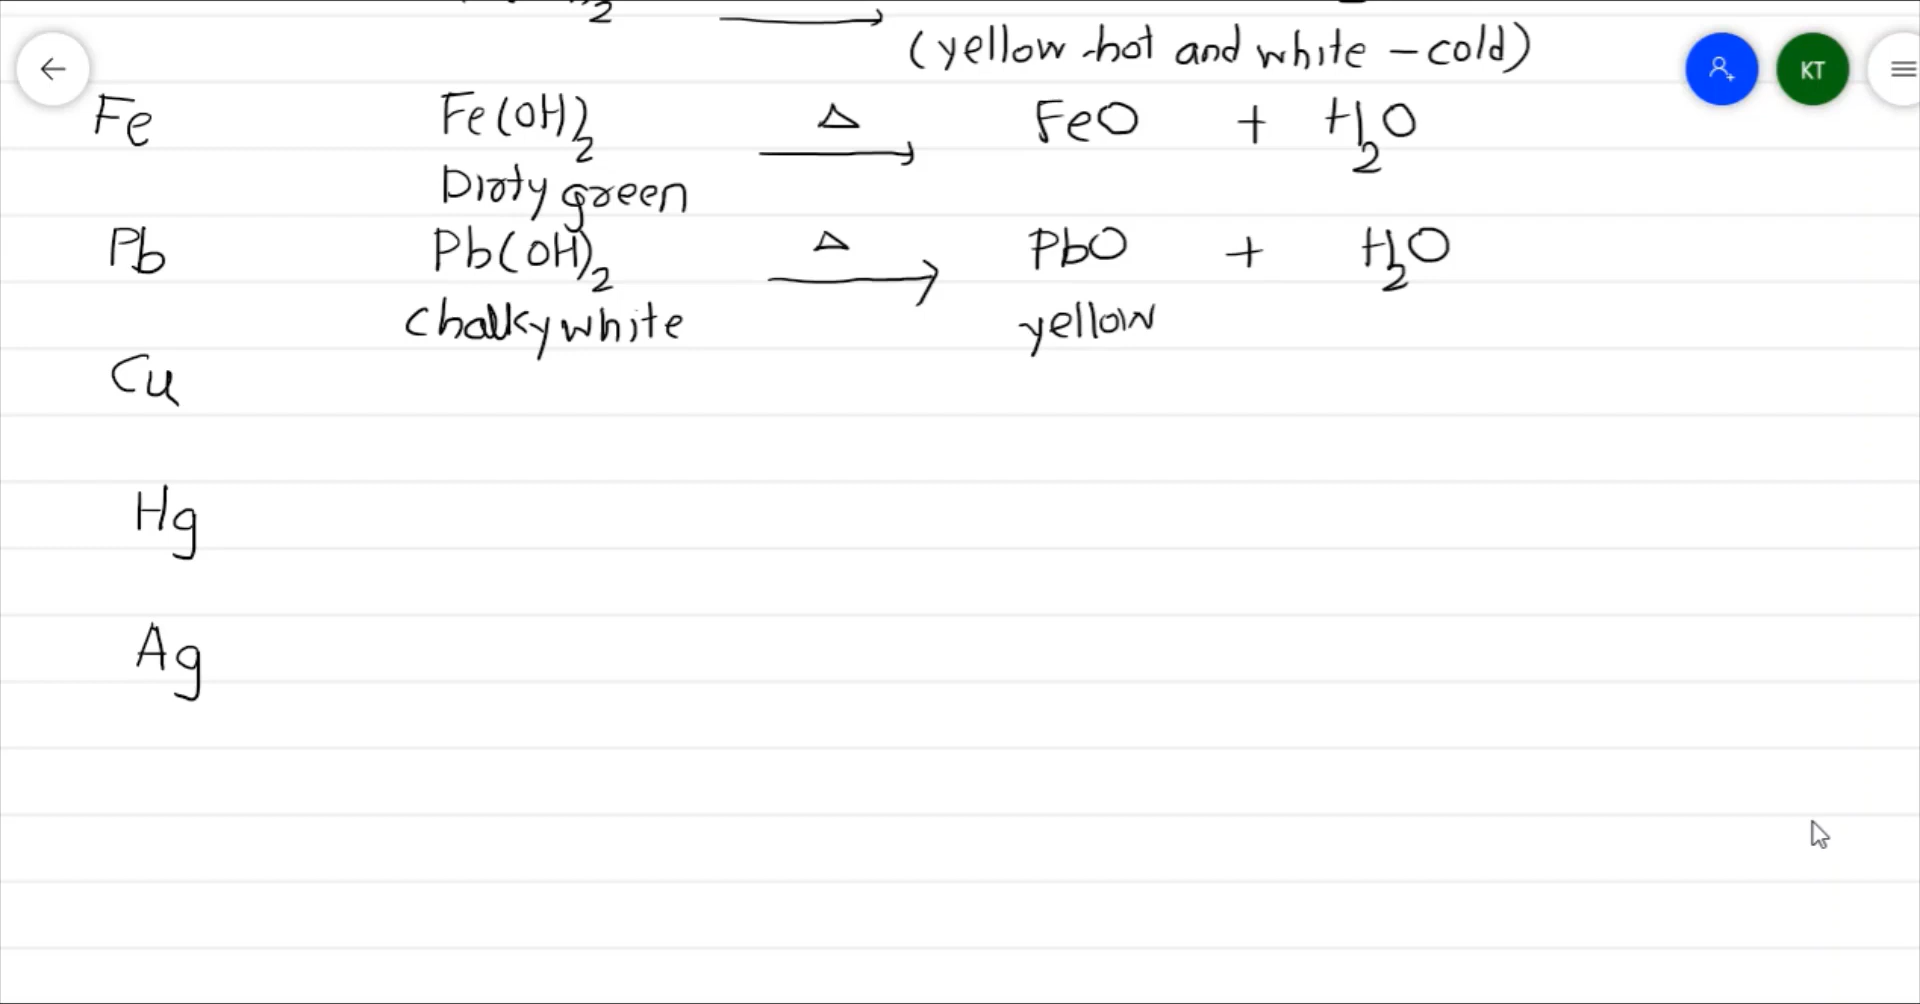 2
(yellow-hot and white - cold)
KT
Fe Fe(OH)2 Δ → FeO + H2O
Dirty green
Pb Pb(OH)2 Δ → PbO + H2O
Chalky white yellow
Cu
Hg
Ag